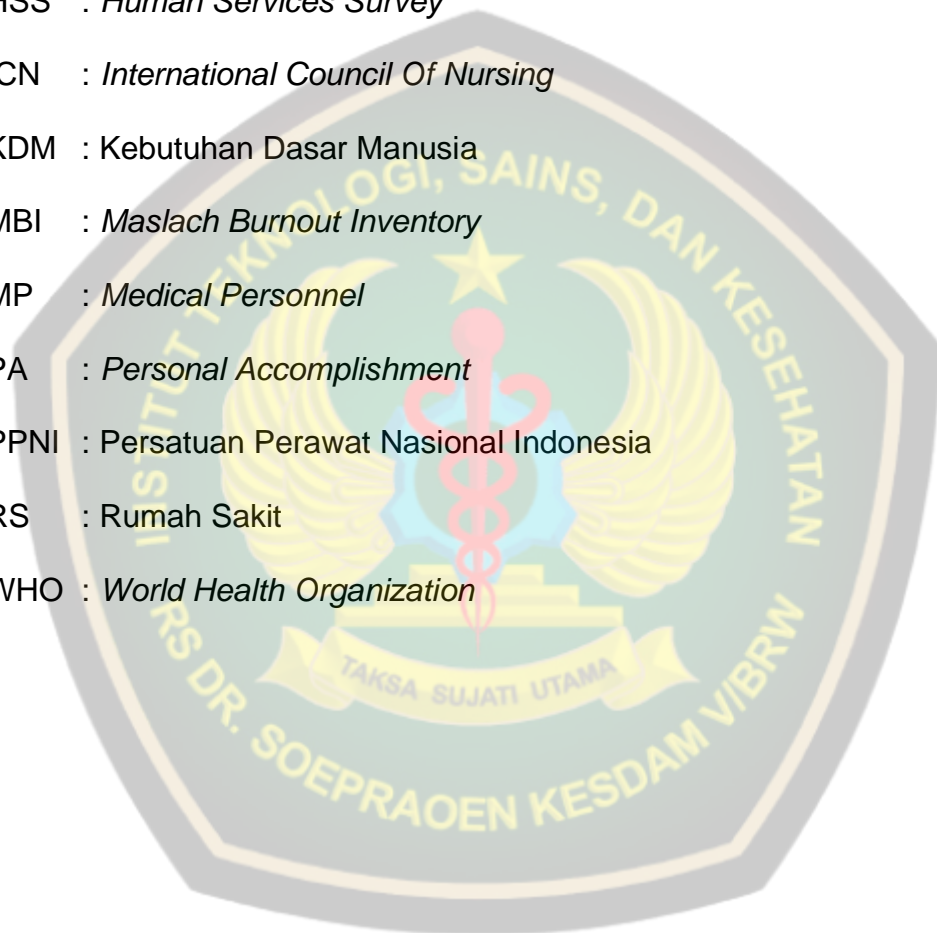 HSS : Human Services Survey
CN : International Council Of Nursing
KDM : Kebutuhan Dasar Manusia
MBI : Maslach Burnout Inventory
MP : Medical Personnel
PA : Personal Accomplishment
PPNI : Persatuan Perawat Nasional Indonesia
RS : Rumah Sakit
WHO : World Health Organization
INSTITUT TEKNOLOGI, SAINS, DAN KESEHATAN
TAKSA SUJATI UTAMA
RS DR. SOEPRAOEN KESDAM V/BRW